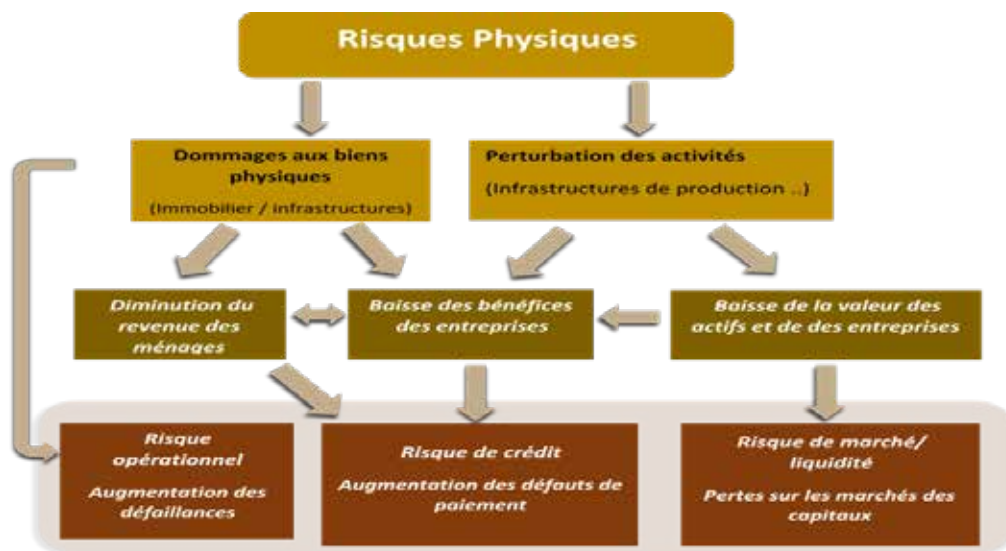 Risques Physiques
Dommages aux biens
physiques
(Immobilier / infrastructures)
Perturbation des activités
(Infrastructures de production ..)
Diminution du
revenue des
ménages
Baisse des bénéfices
des entreprises
Baisse de la valeur des
actifs et de des entreprises
Risque
opérationnel
Augmentation des
défaillances
Risque de crédit
Augmentation des défauts de
paiement
Risque de marché/
liquidité
Pertes sur les marchés des
capitaux